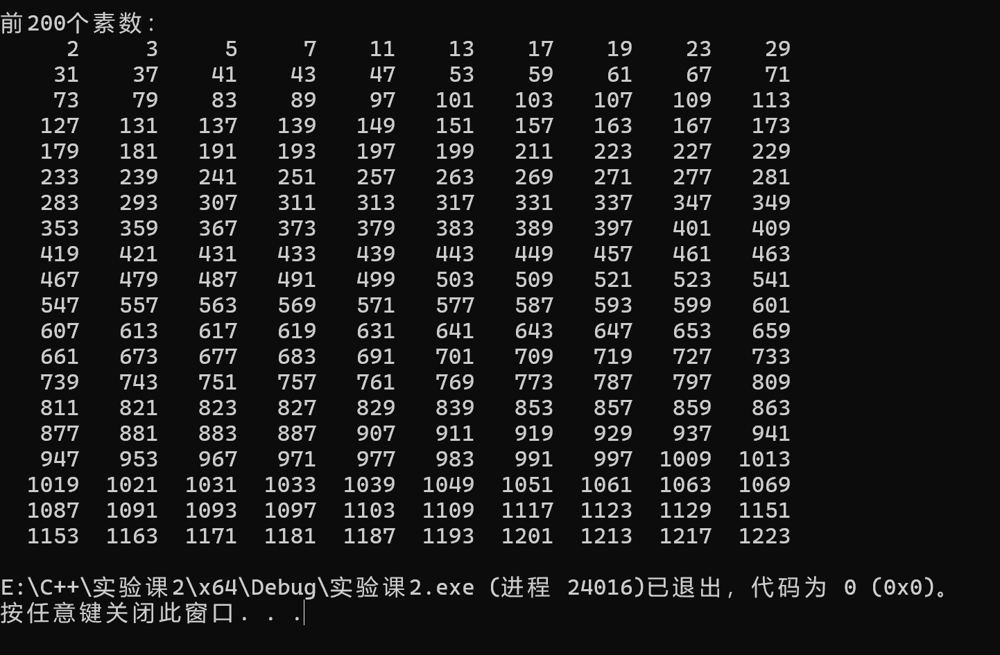 前200个素数：
2 3 5 7 11 13 17 19 23 29
31 37 41 43 47 53 59 61 67 71
73 79 83 89 97 101 103 107 109 113
127 131 137 139 149 151 157 163 167 173
179 181 191 193 197 199 211 223 227 229
233 239 241 251 257 263 269 271 277 281
283 293 307 311 313 317 331 337 347 349
353 359 367 373 379 383 389 397 401 409
419 421 431 433 439 443 449 457 461 463
467 479 487 491 499 503 509 521 523 541
547 557 563 569 571 577 587 593 599 601
607 613 617 619 631 641 643 647 653 659
661 673 677 683 691 701 709 719 727 733
739 743 751 757 761 769 773 787 797 809
811 821 823 827 829 839 853 857 859 863
877 881 883 887 907 911 919 929 937 941
947 953 967 971 977 983 991 997 1009 1013
1019 1021 1031 1033 1039 1049 1051 1061 1063 1069
1087 1091 1093 1097 1103 1109 1117 1123 1129 1151
1153 1163 1171 1181 1187 1193 1201 1213 1217 1223
E:\C++\实验课2\x64\Debug\实验课2.exe (进程 24016)已退出，代码为 0 (0x0)。
按任意键关闭此窗口. . .